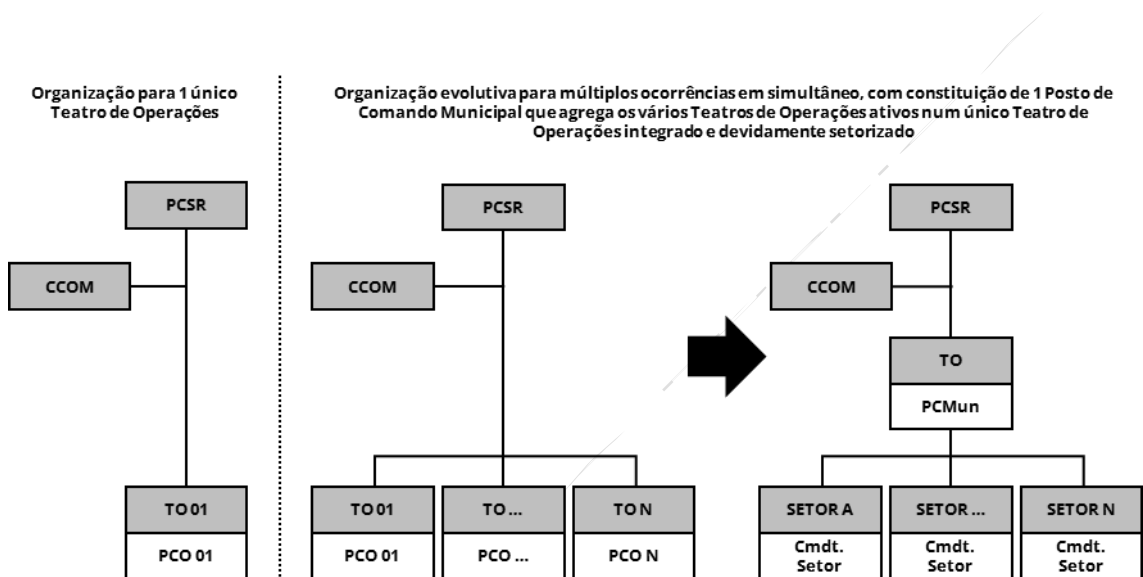 Organização para 1 único
Teatro de Operações
Organização evolutiva para múltiplos ocorrências em simultâneo, com constituição de 1 Posto de
Comando Municipal que agrega os vários Teatros de Operações ativos num único Teatro de
Operações integrado e devidamente setorizado
PCSR
CCOM
TO 01
PCO 01
PCSR
CCOM
TO 01
TO ...
TO N
PCO 01
PCO ...
PCO N
PCSR
CCOM
TO
PCMun
SETOR A
SETOR ...
SETOR N
Cmdt.
Setor
Cmdt.
Setor
Cmdt.
Setor